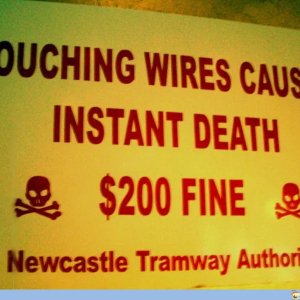 OUCHING WIRES CAUS
INSTANT DEATH
$200 FINE
Newcastle Tramway Authori